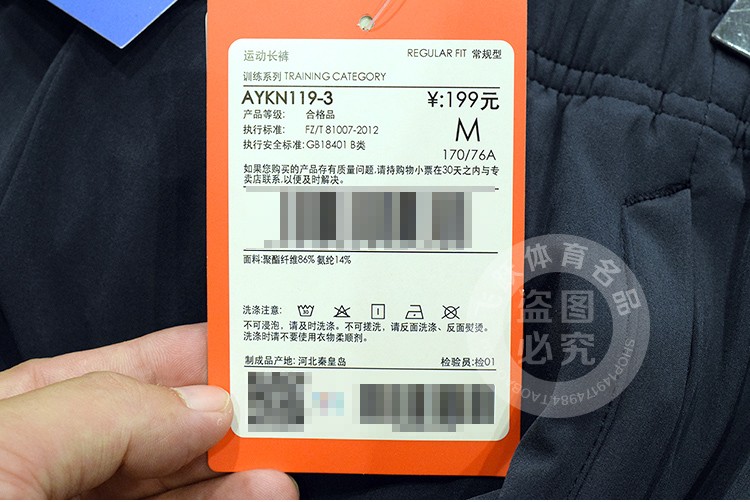 运动长裤 REGULAR FIT 常规型
训练系列 TRAINING CATEGORY
AYKN119-3 ¥:199元
产品等级: 合格品
执行标准: FZ/T 81007-2012 M
执行安全标准:GB18401 B类
170/76A
如果您购买的产品存有质量问题,请持购物小票在30天之内与专
卖店联系,以便及时解决。
面料:聚酯纤维86% 氨纶14%
洗涤注意: 30
不可浸泡,请及时洗涤。不可搓洗,请反面洗涤、反面熨烫。
洗涤时请不要使用衣物柔顺剂。
制成品产地: 河北秦皇岛 检验员:检01
体育名品
盗图
必究